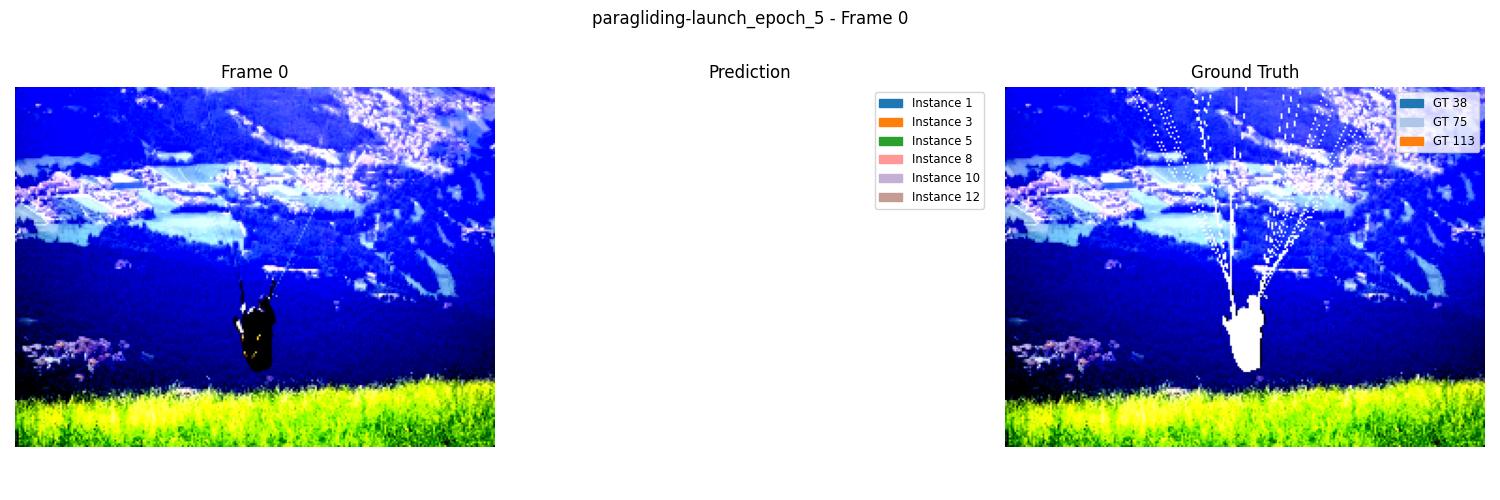 paragliding-launch_epoch_5 - Frame 0
Frame 0
Prediction
Instance 1
Instance 3
Instance 5
Instance 8
Instance 10
Instance 12
Ground Truth
GT 38
GT 75
GT 113